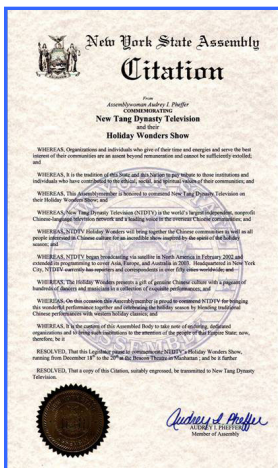 New York State Assembly
Citation
From
Assemblywoman Audrey I. Pheffer
COMMEMORATING
New Tang Dynasty Television
and their
Holiday Wonders Show
WHEREAS, Organizations and individuals who give of their time and energies and serve the best
interest of their communities are an assent beyond remuneration and cannot be sufficiently extolled;
and
WHEREAS, It is the tradition of this State and this Nation to pay tribute to those institutions and
individuals who have contributed to the ethical, social, and spiritual values of their communities; and
WHEREAS, This Assemblymember is honored to commend New Tang Dynasty Television on
their Holiday Wonders Show; and
WHEREAS, New Tang Dynasty Television (NDTV) is the world's largest independent, nonprofit
Chinese-language television network and a leading voice in the overseas Chinese communities; and
WHEREAS, NDTV Holiday Wonders will bring together the Chinese communities as well as all
people interested in Chinese culture for an incredible show inspired by the spirit of the holiday
season; and
WHEREAS, NDTV began broadcasting via satellite in North America in February 2002 and
extended its programming to cover Asia, Europe, and Australia in 2003. Headquartered in New York
City, NTDTV currently has reporters and correspondents in over fifty cities worldwide; and
WHEREAS, The Holiday Wonders presents a gift of genuine Chinese culture with a pageant of
hundreds of dancers and musicians in a collection of exquisite performances; and
WHEREAS, On this occasion this Assemblymember is proud to commend NTDTV for bringing
this wonderful performance together and celebrating the holiday season by blending traditional
Chinese performances with western holiday classics; and
WHEREAS, It is the custom of this Assembled Body to take note of enduring, dedicated
organizations and to bring such institutions to the attention of the people of this Empire State; now,
therefore, be it
RESOLVED, That this Legislator pause to commemorate NTDTV's Holiday Wonders Show,
running from December 18th to the 26th at the Beacon Theatre in Manhattan; and be it further
RESOLVED, That a copy of this Citation, suitably engrossed, be transmitted to New Tang Dynasty
Television.
Audrey I. Pheffer
AUDREY I. PHEFFER
Member of Assembly